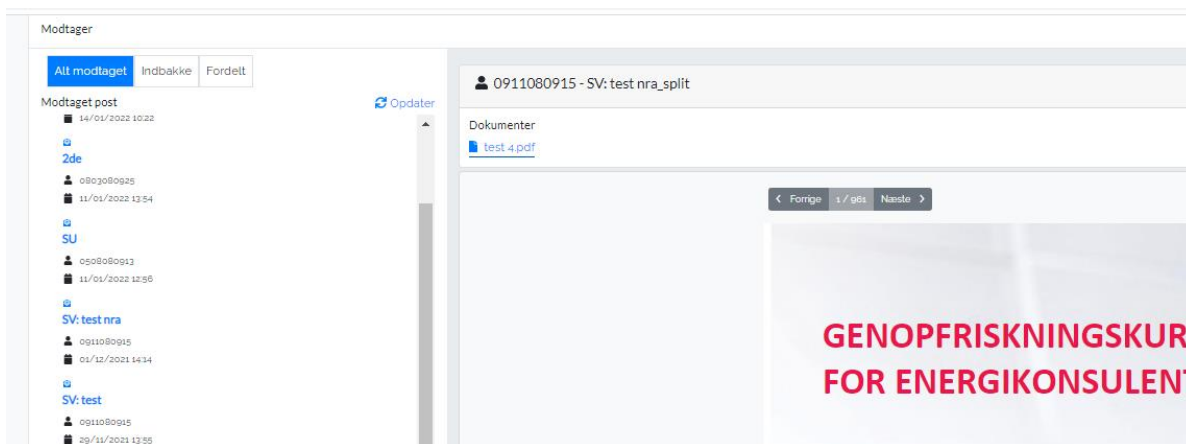 Modtager
Alt modtaget Indbakke Fordelt
Modtaget post Opdater
14/01/2022 10:22
2de
0803080925
11/01/2022 13:54
SU
0508080913
11/01/2022 12:56
SV: test nra
0911080915
01/12/2021 14:14
SV: test
0911080915
29/11/2021 13:55
0911080915 - SV: test nra_split
Dokumenter
test 4.pdf
Forrige 1 / 961 Næste
GENOPFRISKNINGSKUR
FOR ENERGIKONSULENT